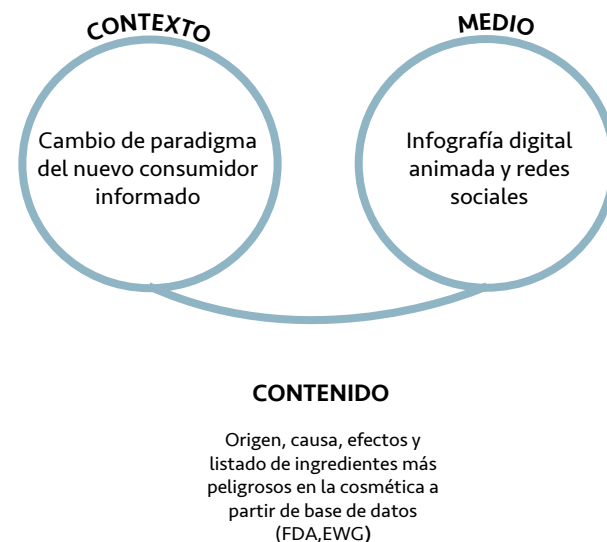 CONTEXTO
Cambio de paradigma
del nuevo consumidor
informado
MEDIO
Infografía digital
animada y redes
sociales
CONTENIDO
Origen, causa, efectos y
listado de ingredientes más
peligrosos en la cosmética a
partir de base de datos
(FDA,EWG)